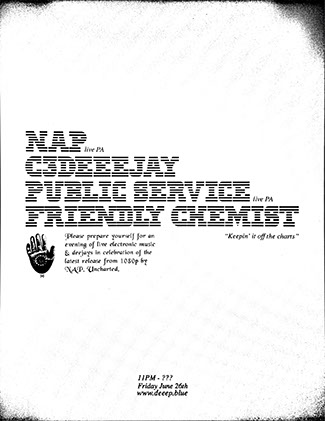 NAP live PA
C3DEEEJAY
PUBLIC SERVICE live PA
FRIENDLY CHEMIST
"Keepin' it off the charts"
Please prepare yourself for an
evening of live electronic music
& deejays in celebration of the
latest release from 1080p by
NAP, Uncharted.
11PM - ???
Friday June 26th
www.deeep.blue